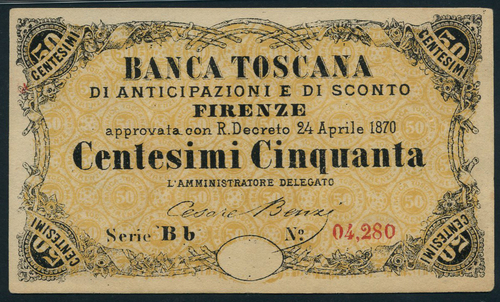 50 CENTESIMI
50 CENTESIMI
BANCA TOSCANA
DI ANTICIPAZIONI E DI SCONTO
FIRENZE
approvata con R. Decreto 24 Aprile 1870
Centesimi Cinquanta
L'AMMINISTRATORE DELEGATO
Cesare Benzi
Serie Bb Nº 04,280
50 CENTESIMI
50 CENTESIMI